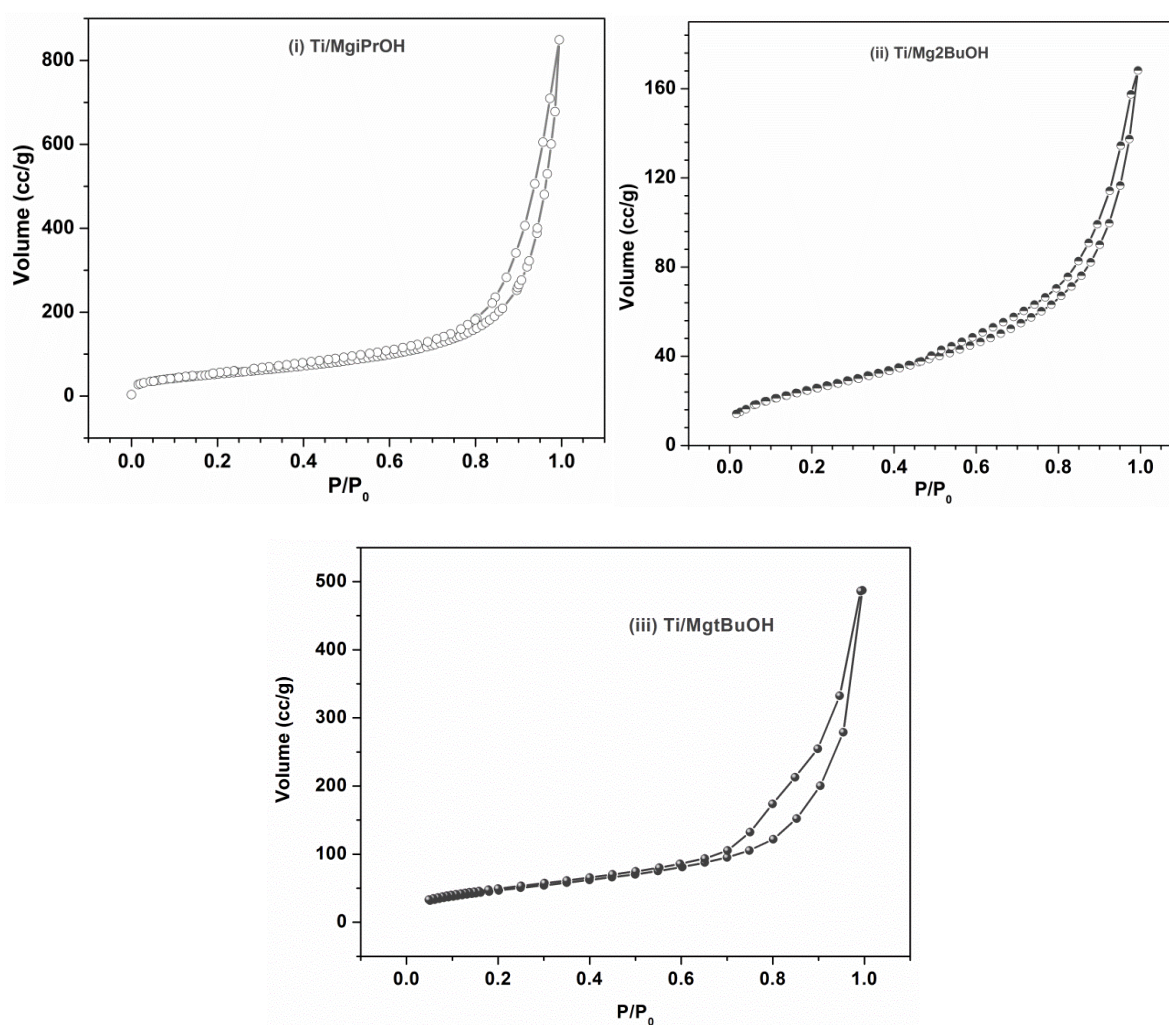 (i) Ti/MgiPrOH
800
600
400
200
0
Volume (cc/g)
0.0 0.2 0.4 0.6 0.8 1.0
P/P0
(ii) Ti/Mg2BuOH
160
120
80
40
0
Volume (cc/g)
0.0 0.2 0.4 0.6 0.8 1.0
P/P0
(iii) Ti/MgtBuOH
500
400
300
200
100
0
Volume (cc/g)
0.0 0.2 0.4 0.6 0.8 1.0
P/P0